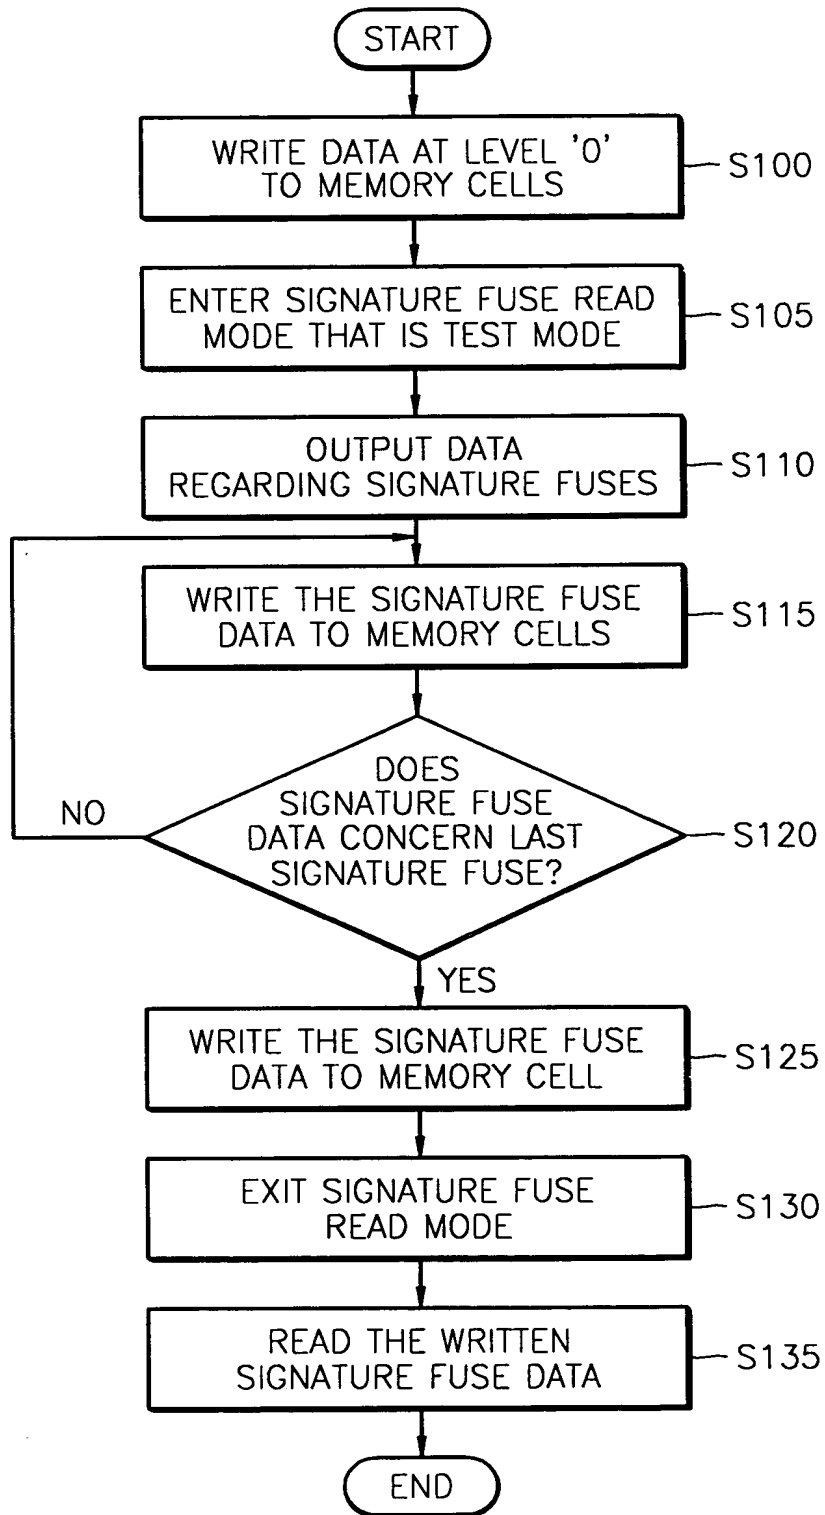 START
WRITE DATA AT LEVEL '0'
TO MEMORY CELLS
S100
ENTER SIGNATURE FUSE READ
MODE THAT IS TEST MODE
S105
OUTPUT DATA
REGARDING SIGNATURE FUSES
S110
WRITE THE SIGNATURE FUSE
DATA TO MEMORY CELLS
S115
DOES
SIGNATURE FUSE
DATA CONCERN LAST
SIGNATURE FUSE?
S120
NO
YES
WRITE THE SIGNATURE FUSE
DATA TO MEMORY CELL
S125
EXIT SIGNATURE FUSE
READ MODE
S130
READ THE WRITTEN
SIGNATURE FUSE DATA
S135
END